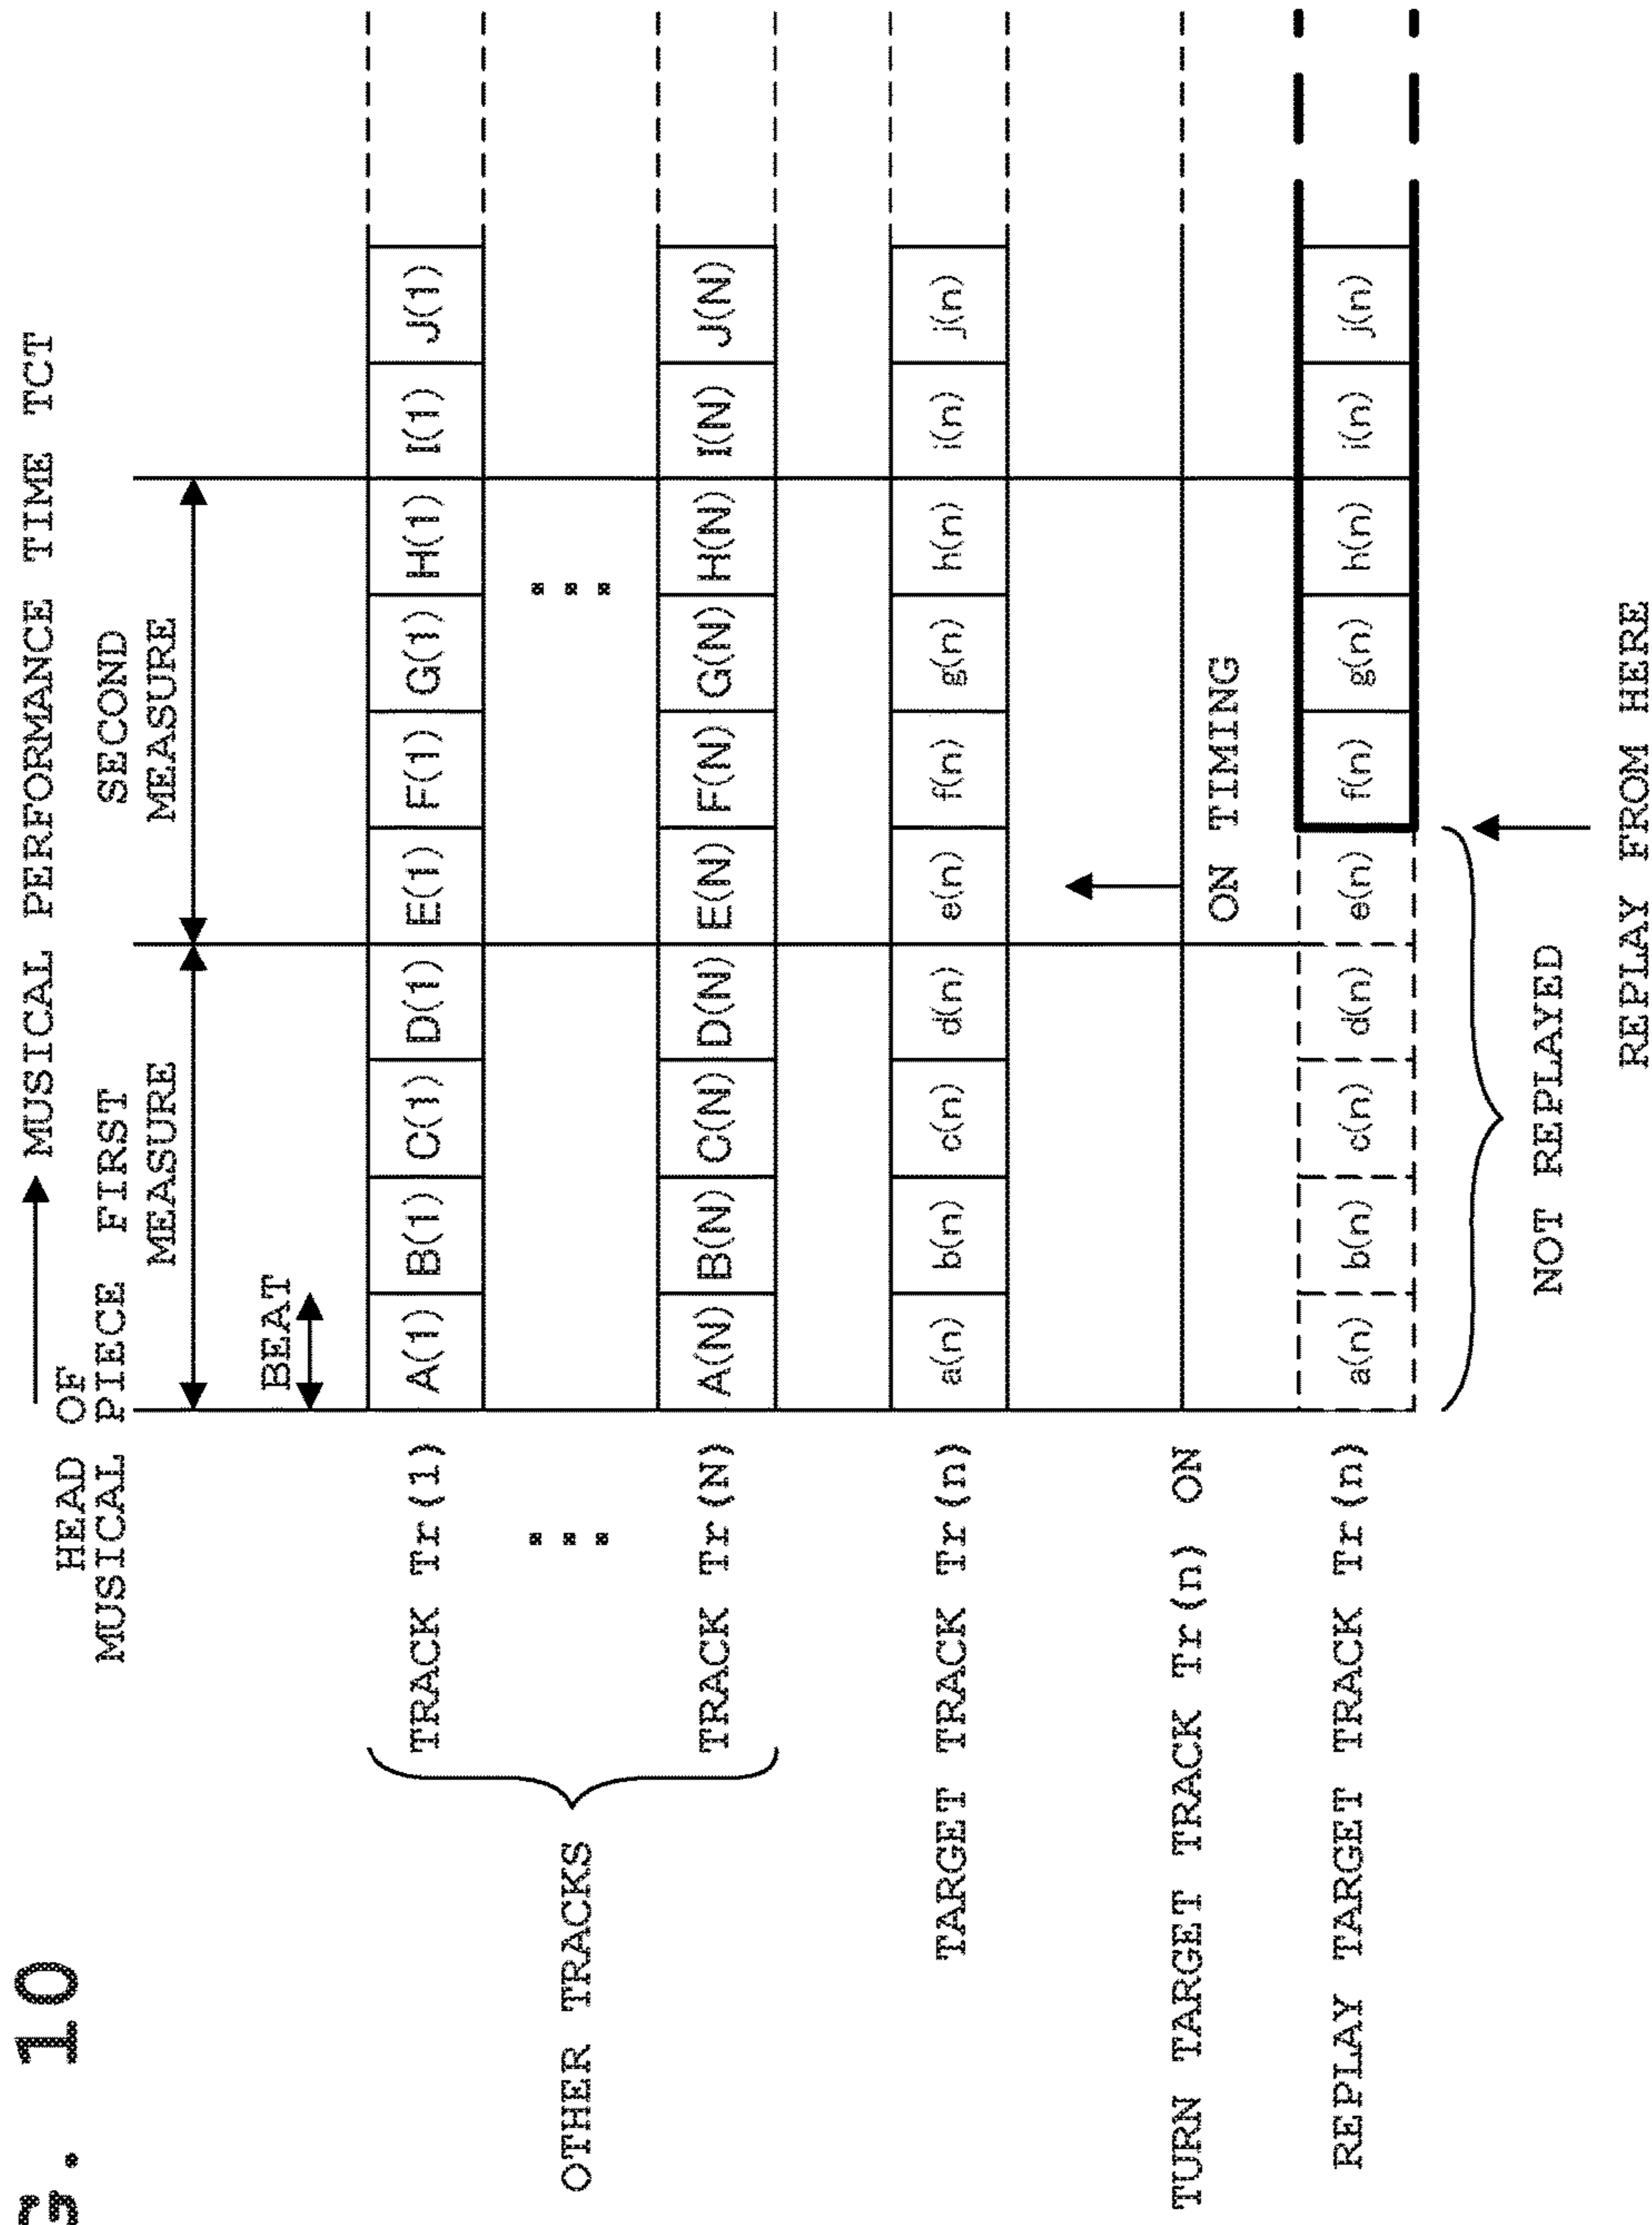 G. 10
MUSICAL PERFORMANCE TIME TCT
HEAD OF
MUSICAL PIECE
FIRST
MEASURE
SECOND
MEASURE
BEAT
OTHER TRACKS
TRACK Tr(1) A(1) B(1) C(1) D(1) E(1) F(1) G(1) H(1) I(1) J(1)
... ...
TRACK Tr(N) A(N) B(N) C(N) D(N) E(N) F(N) G(N) H(N) I(N) J(N)
TARGET TRACK Tr(n) a(n) b(n) c(n) d(n) e(n) f(n) g(n) h(n) i(n) j(n)
TURN TARGET TRACK Tr(n) ON
ON TIMING
REPLAY TARGET TRACK Tr(n) a(n) b(n) c(n) d(n) e(n) f(n) g(n) h(n) i(n) j(n)
NOT REPLAYED
REPLAY FROM HERE